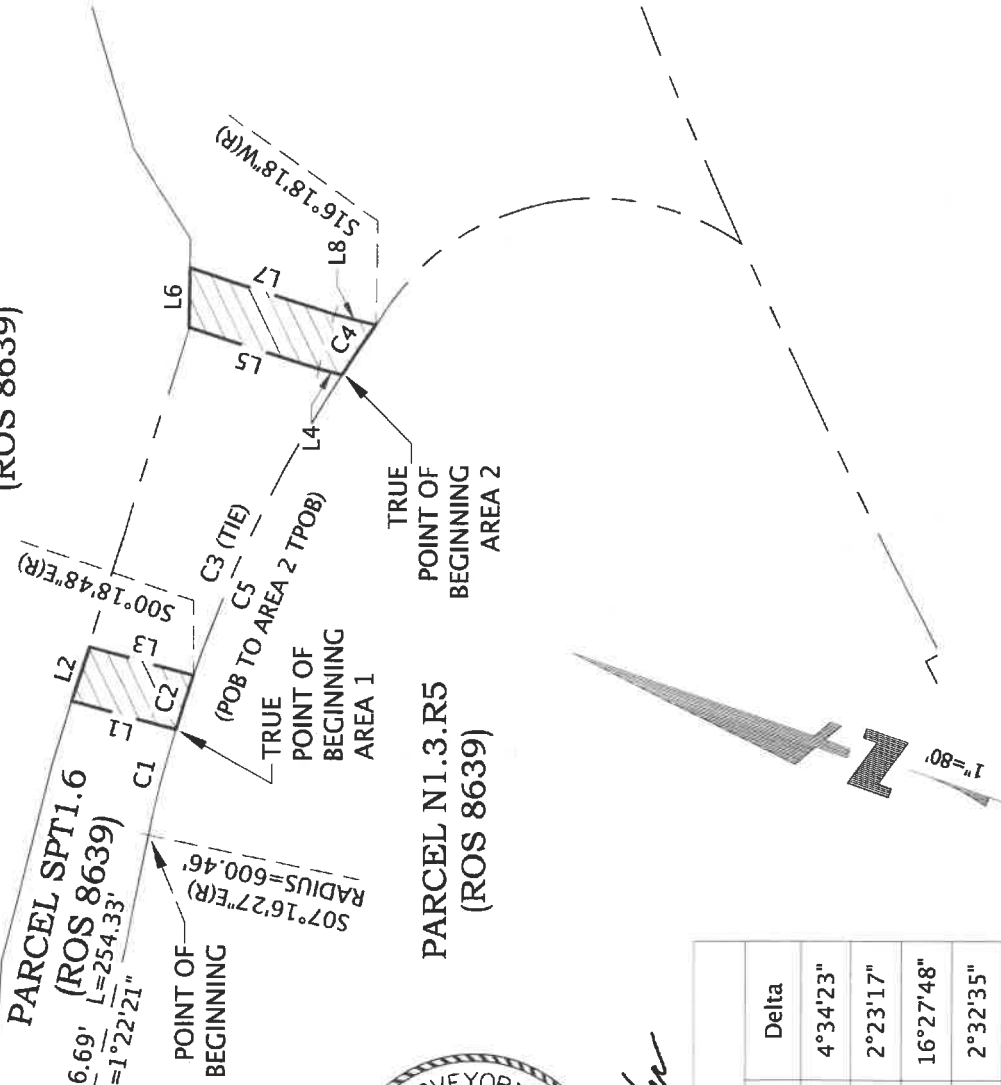 (ROS 8639)
S16°18'18"W(R)
L6
L7
L8
L5
C4
L4
TRUE
POINT OF
BEGINNING
AREA 2
S00°18'48"E(R)
C3 (TIE)
C5
(POB TO AREA 2 TPOB)
L2
L3
L1
C2
C1
TRUE
POINT OF
BEGINNING
AREA 1
PARCEL SPT1.6
(ROS 8639)
6.69' L=254.33'
=1°22'21"
POINT OF
BEGINNING
S07°16'27"E(R)
RADIUS=600.46'
PARCEL N1.3.R5
(ROS 8639)
1"=80'
Delta
4°34'23"
2°23'17"
16°27'48"
2°32'35"